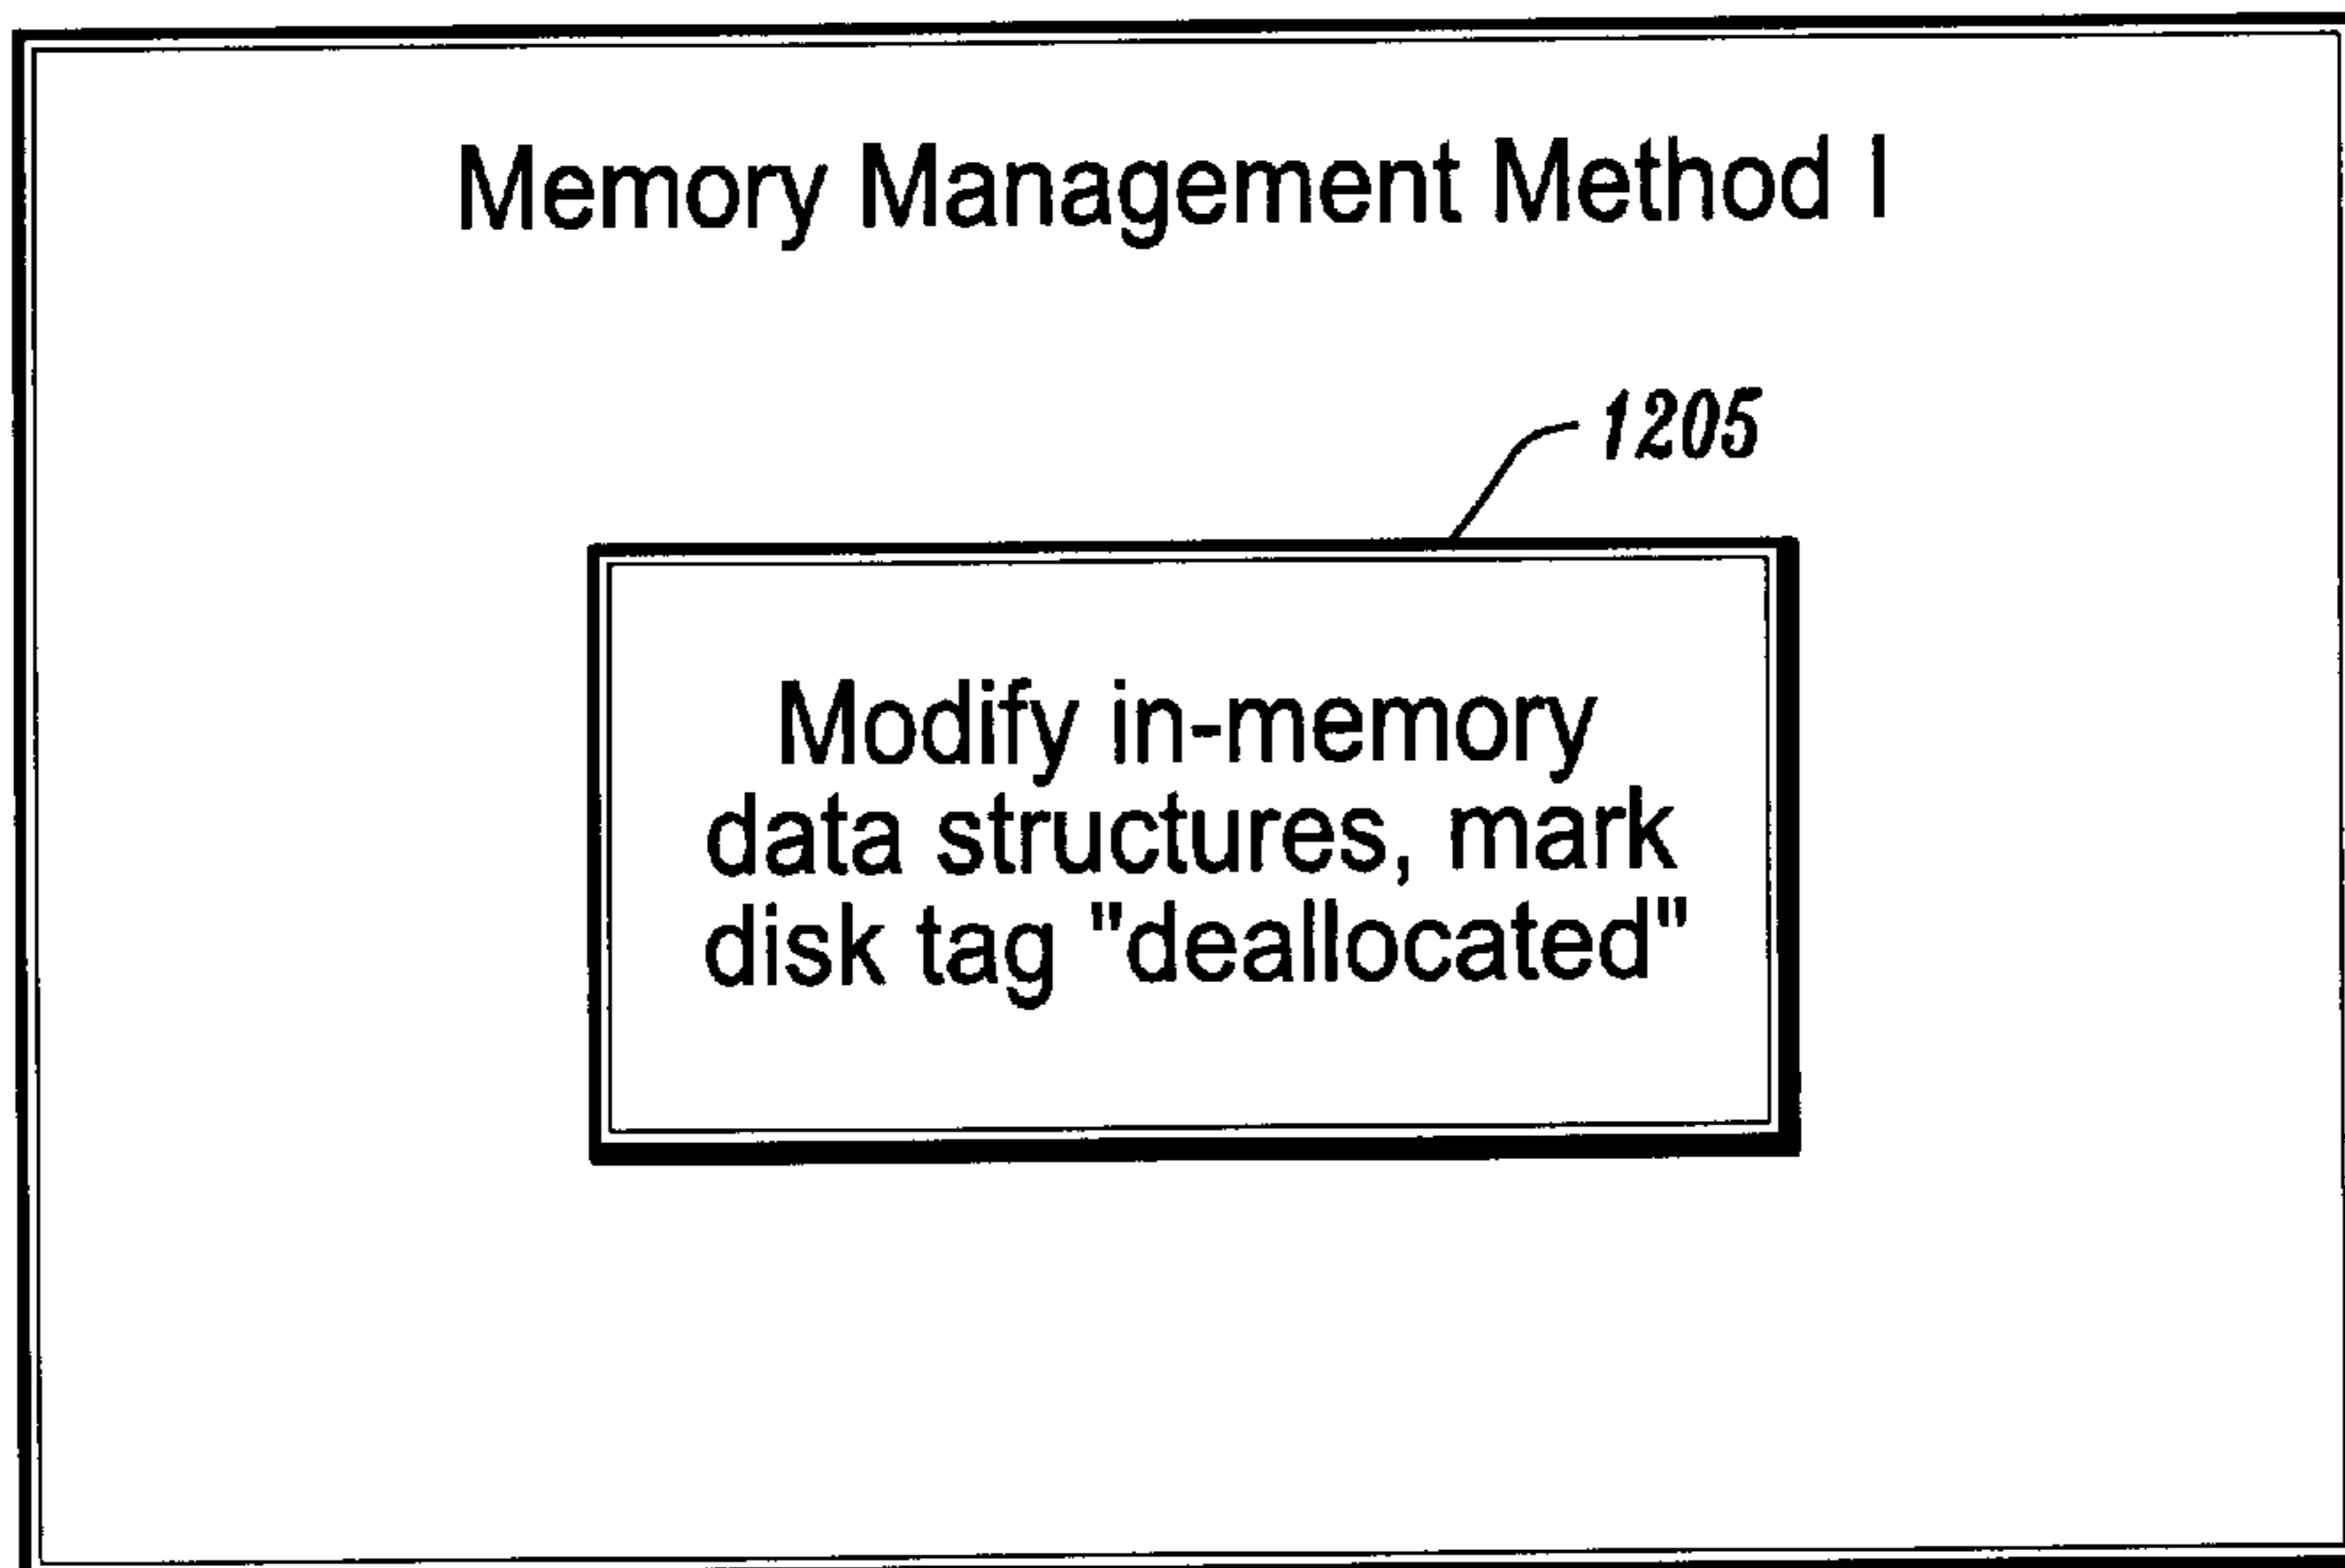 Memory Management Method I
1205
Modify in-memory
data structures, mark
disk tag "deallocated"